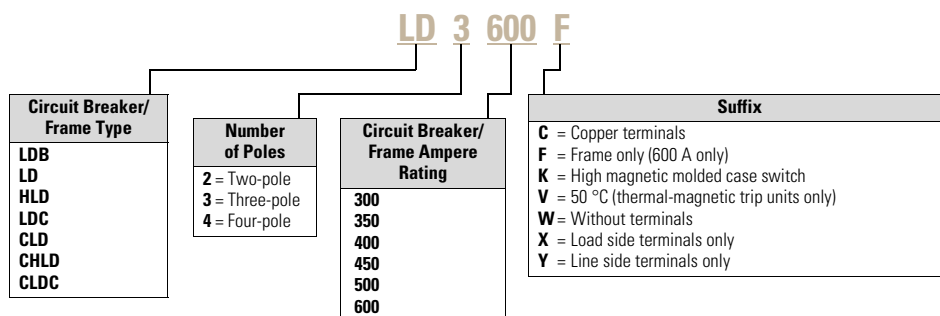 LD 3 600 F
Circuit Breaker/
Frame Type
LDB
LD
HLD
LDC
CLD
CHLD
CLDC
Number
of Poles
2 = Two-pole
3 = Three-pole
4 = Four-pole
Circuit Breaker/
Frame Ampere
Rating
300
350
400
450
500
600
Suffix
C = Copper terminals
F = Frame only (600 A only)
K = High magnetic molded case switch
V = 50 °C (thermal-magnetic trip units only)
W = Without terminals
X = Load side terminals only
Y = Line side terminals only